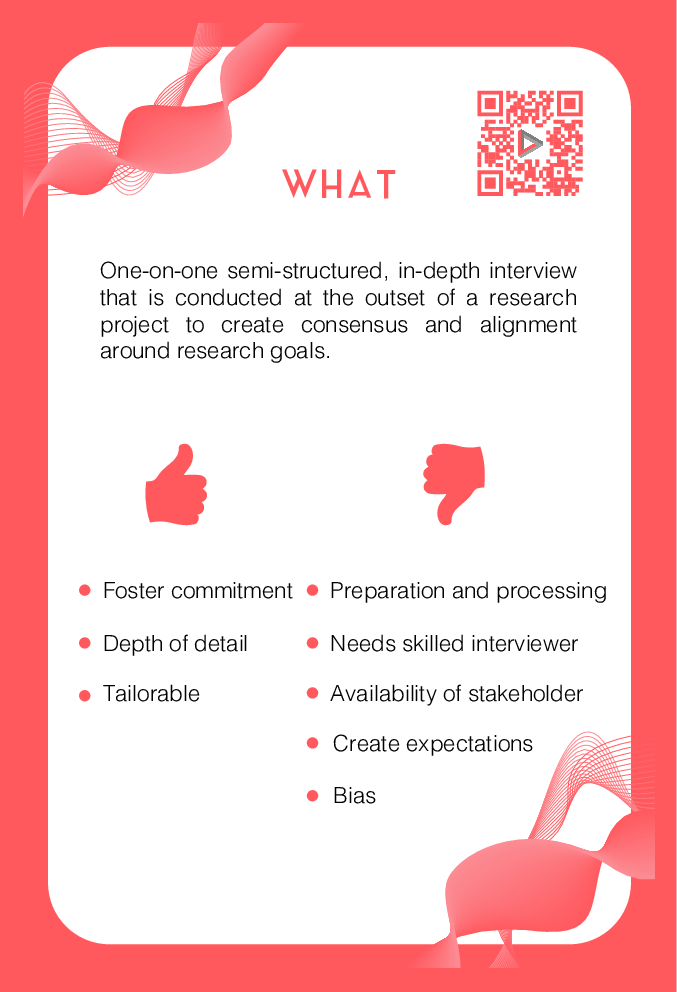 WHAT
One-on-one semi-structured, in-depth interview
that is conducted at the outset of a research
project to create consensus and alignment
around research goals.
Foster commitment
Depth of detail
Tailorable
Preparation and processing
Needs skilled interviewer
Availability of stakeholder
Create expectations
Bias